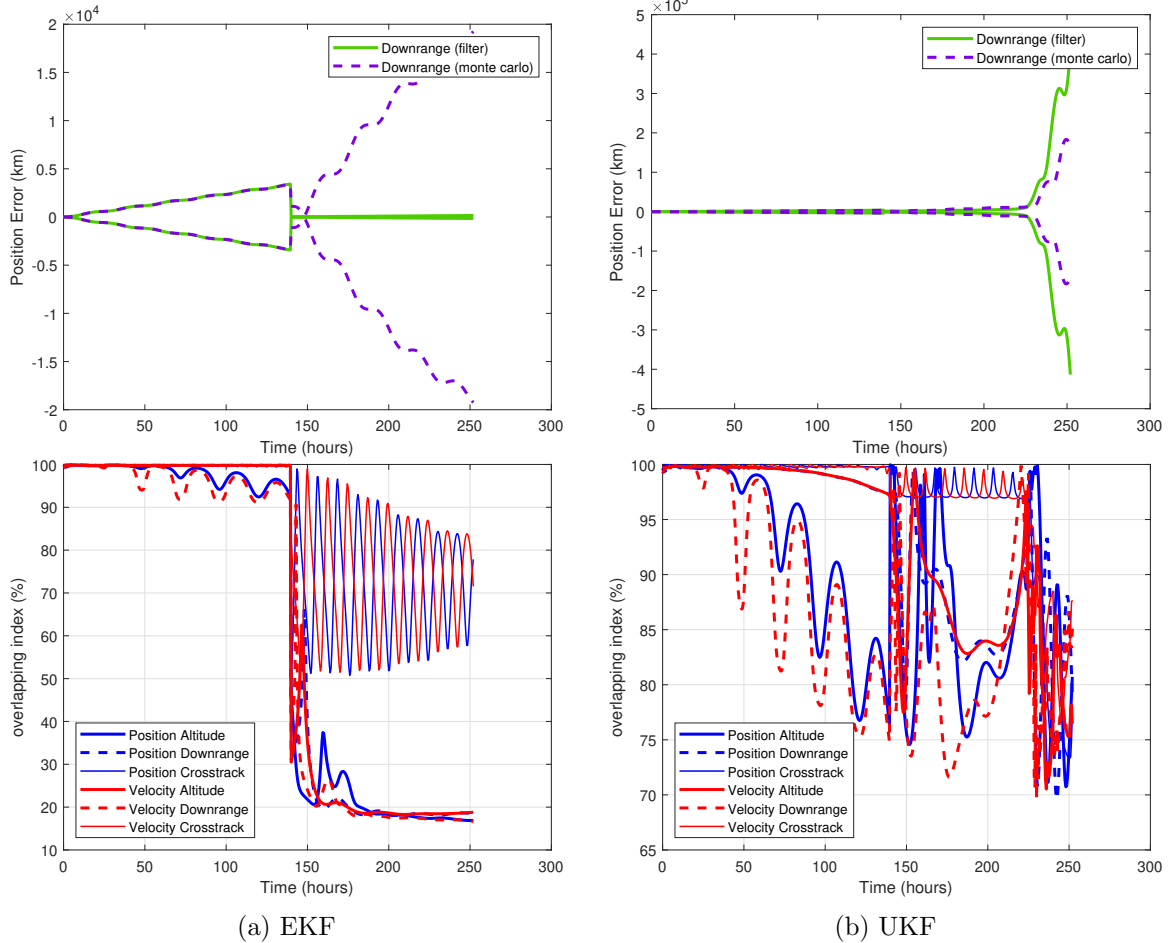 ×10⁴
2
1.5
1
0.5
0
-0.5
-1
-1.5
-2
Position Error (km)
Downrange (filter)
Downrange (monte carlo)
0 50 100 150 200 250 300
Time (hours)
5
4
3
2
1
0
-1
-2
-3
-4
-5
Position Error (km)
Downrange (filter)
Downrange (monte carlo)
0 50 100 150 200 250 300
Time (hours)
100
90
80
70
60
50
40
30
20
10
overlapping index (%)
Position Altitude
Position Downrange
Position Crosstrack
Velocity Altitude
Velocity Downrange
Velocity Crosstrack
0 50 100 150 200 250 300
Time (hours)
(a) EKF
100
95
90
85
80
75
70
65
overlapping index (%)
Position Altitude
Position Downrange
Position Crosstrack
Velocity Altitude
Velocity Downrange
Velocity Crosstrack
0 50 100 150 200 250 300
Time (hours)
(b) UKF